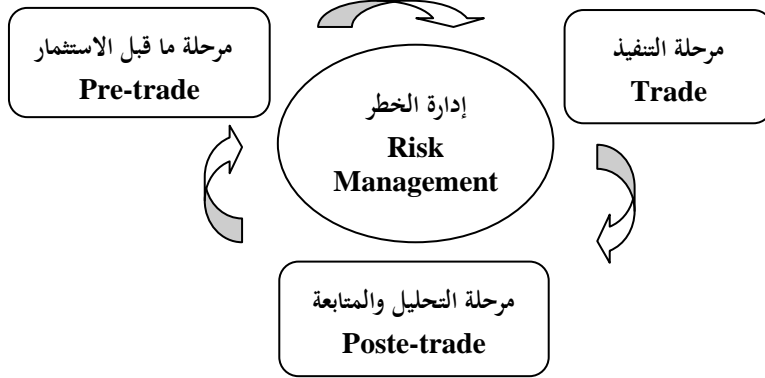 مرحلة ما قبل الاستثمار
Pre-trade
مرحلة التنفيذ
Trade
إدارة الخطر
Risk
Management
مرحلة التحليل والمتابعة
Poste-trade